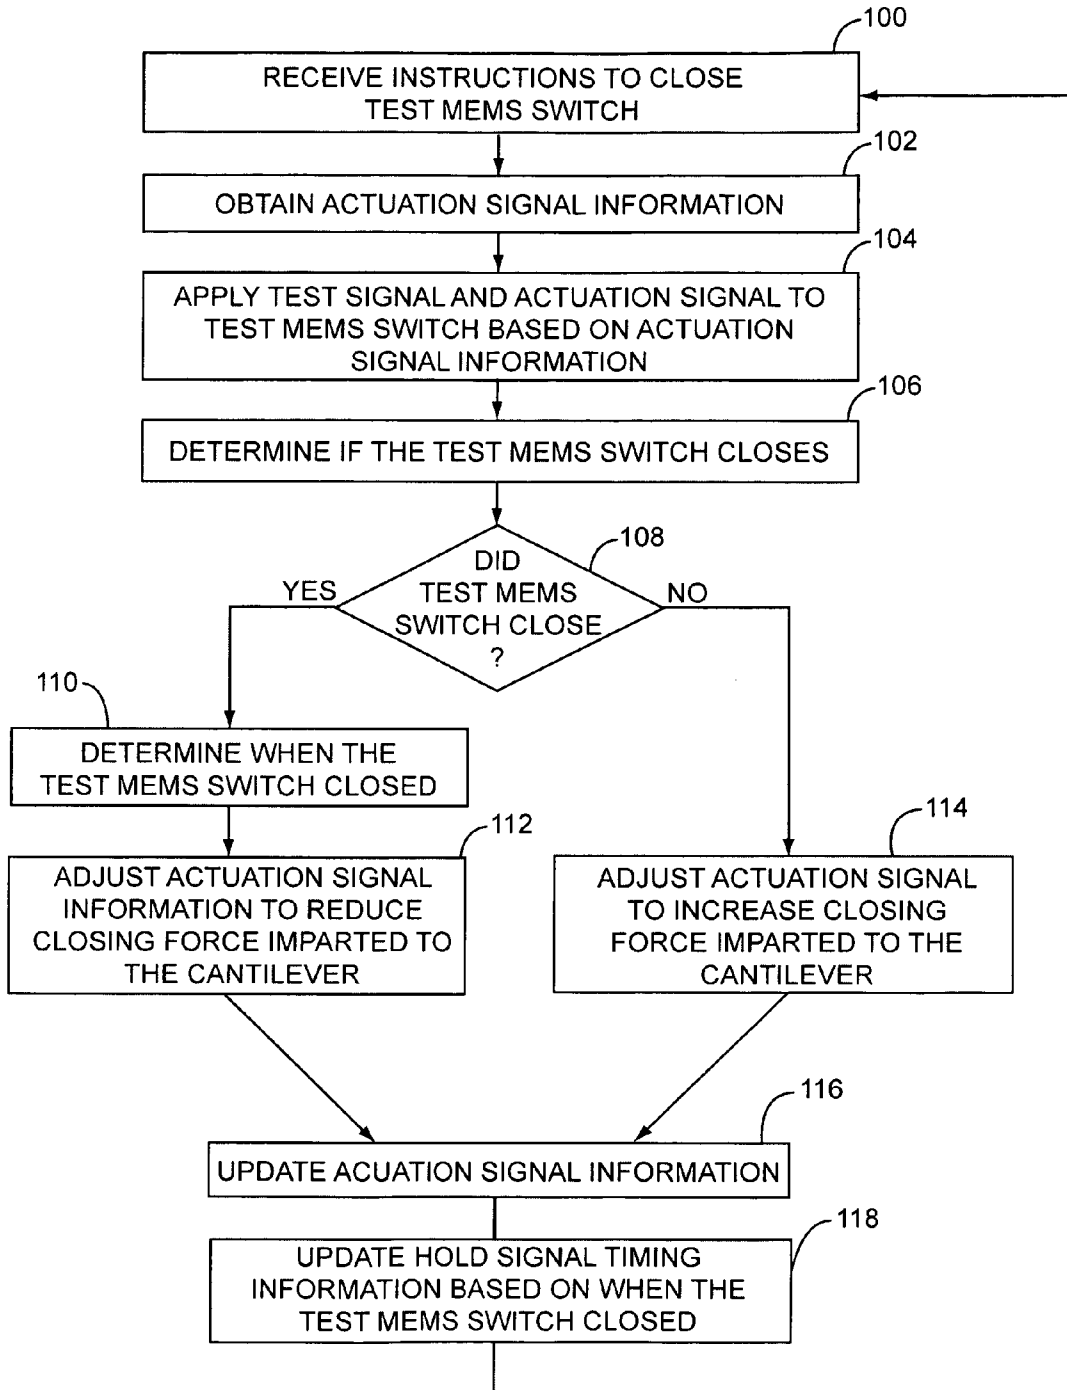 100
RECEIVE INSTRUCTIONS TO CLOSE
TEST MEMS SWITCH
102
OBTAIN ACTUATION SIGNAL INFORMATION
104
APPLY TEST SIGNAL AND ACTUATION SIGNAL TO
TEST MEMS SWITCH BASED ON ACTUATION
SIGNAL INFORMATION
106
DETERMINE IF THE TEST MEMS SWITCH CLOSES
108
DID
TEST MEMS
SWITCH CLOSE
?
YES
NO
110
DETERMINE WHEN THE
TEST MEMS SWITCH CLOSED
112
ADJUST ACTUATION SIGNAL
INFORMATION TO REDUCE
CLOSING FORCE IMPARTED TO
THE CANTILEVER
114
ADJUST ACTUATION SIGNAL
TO INCREASE CLOSING
FORCE IMPARTED TO THE
CANTILEVER
116
UPDATE ACUATION SIGNAL INFORMATION
118
UPDATE HOLD SIGNAL TIMING
INFORMATION BASED ON WHEN THE
TEST MEMS SWITCH CLOSED